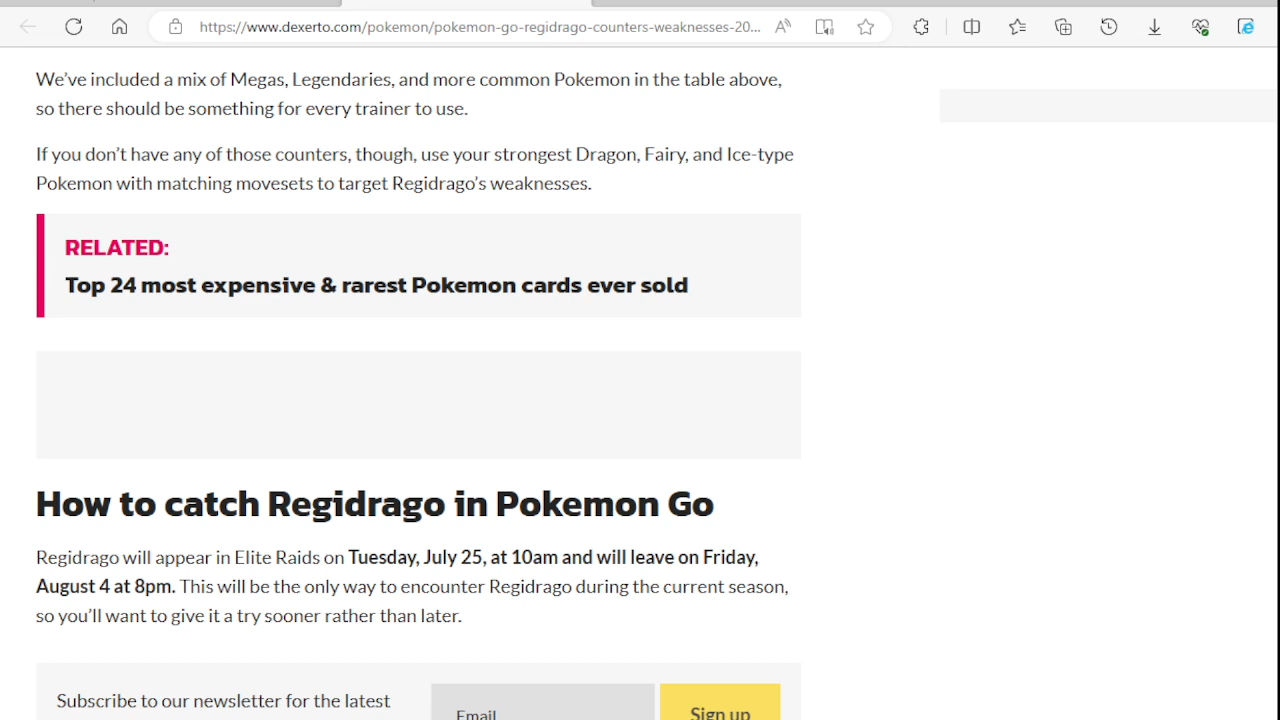 https://www.dexerto.com/pokemon/pokemon-go-regidrago-counters-weaknesses-20...
We’ve included a mix of Megas, Legendaries, and more common Pokemon in the table above,
so there should be something for every trainer to use.
If you don’t have any of those counters, though, use your strongest Dragon, Fairy, and Ice-type
Pokemon with matching movesets to target Regidrago’s weaknesses.
RELATED:
Top 24 most expensive & rarest Pokemon cards ever sold
How to catch Regidrago in Pokemon Go
Regidrago will appear in Elite Raids on Tuesday, July 25, at 10am and will leave on Friday,
August 4 at 8pm. This will be the only way to encounter Regidrago during the current season,
so you’ll want to give it a try sooner rather than later.
Subscribe to our newsletter for the latest
Email
Sign up